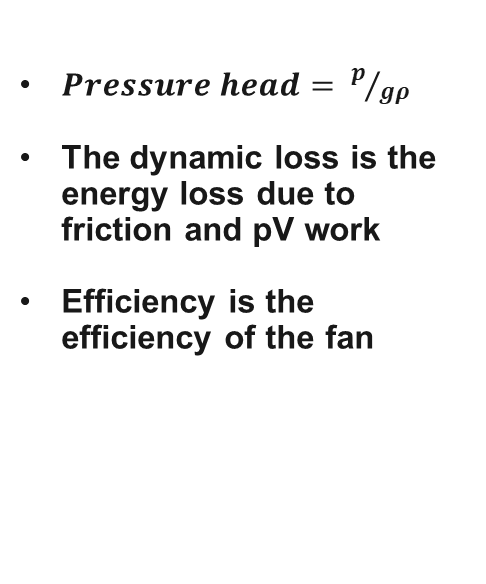 • Pressure head = p/gρ
• The dynamic loss is the
energy loss due to
friction and pV work
• Efficiency is the
efficiency of the fan